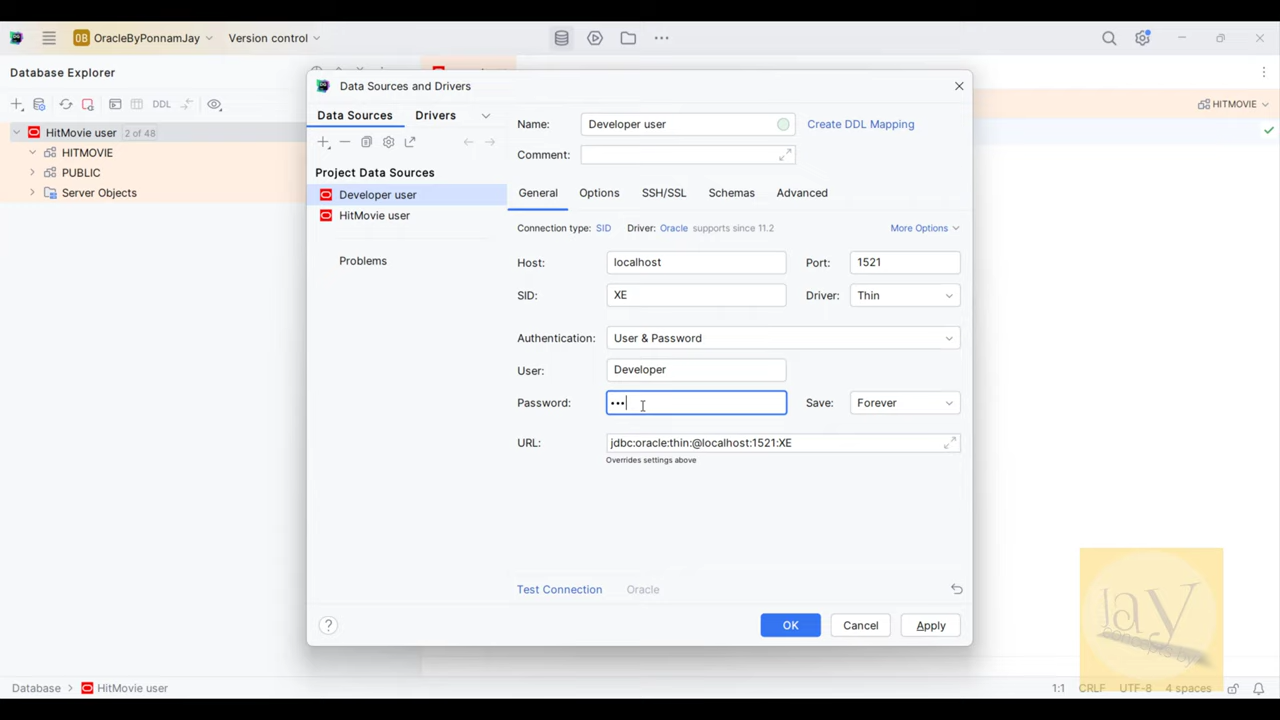 OB OracleByPonnamJay
Version control
Database Explorer
DDL
HITMOVIE
HitMovie user 2 of 48
HITMOVIE
PUBLIC
Server Objects
Data Sources and Drivers
Data Sources
Drivers
Project Data Sources
Developer user
HitMovie user
Problems
Name: Developer user
Create DDL Mapping
Comment:
General
Options
SSH/SSL
Schemas
Advanced
Connection type: SID Driver: Oracle supports since 11.2
More Options
Host: localhost
Port: 1521
SID: XE
Driver: Thin
Authentication: User & Password
User: Developer
Password: •••
Save: Forever
URL: jdbc:oracle:thin:@localhost:1521:XE
Overrides settings above
Test Connection
Oracle
?
OK
Cancel
Apply
Jay
concepts by
Database > HitMovie user
1:1 CRLF UTF-8 4 spaces